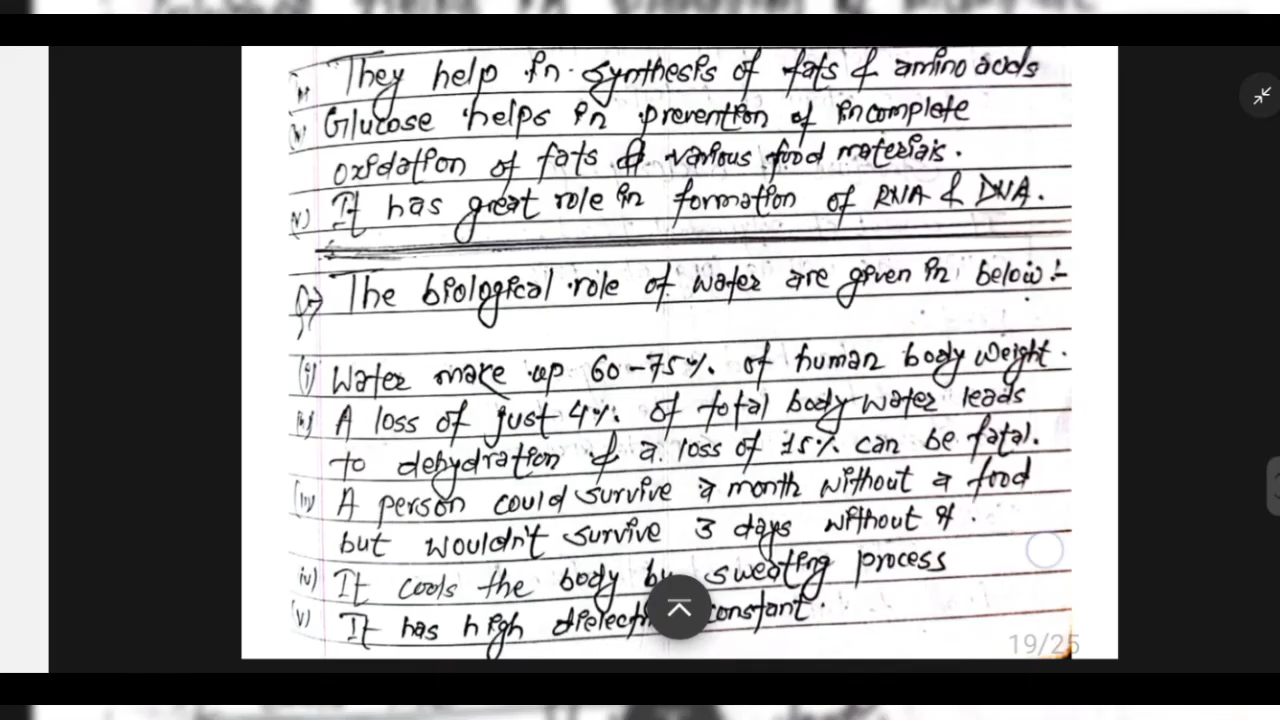 They help in synthesis of fats & amino acids
Glucose helps in prevention of incomplete
oxidation of fats & various food materials.
(v) It has great role in formation of RNA & DNA.
Q→ The biological role of water are given in below :-
(i) Water make up 60-75% of human body weight.
(ii) A loss of just 4% of total body water leads
to dehydration & a loss of 15% can be fatal.
(iii) A person could survive a month without a food
but wouldn't survive 3 days without it.
iv) It cools the body by sweating process
(v) It has high constant.
19/25